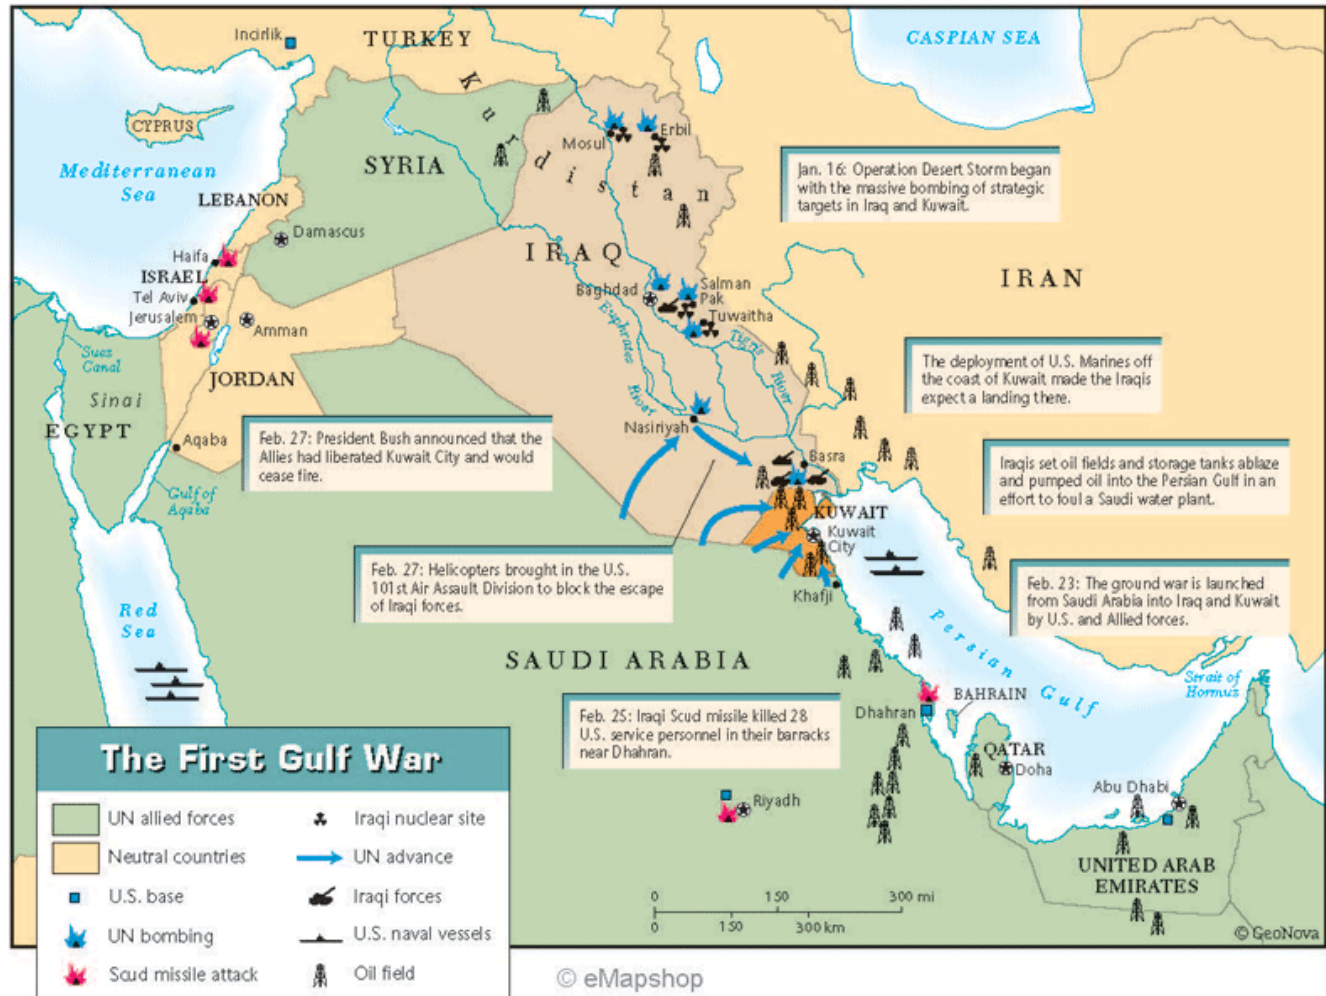 Incirlik
TURKEY
CASPIAN SEA
Kurdistan
CYPRUS
Mosul
Erbil
SYRIA
Mediterranean
Sea
Jan. 16: Operation Desert Storm began
with the massive bombing of strategic
targets in Iraq and Kuwait.
LEBANON
Damascus
IRAQ
Haifa
ISRAEL
Tel Aviv
Jerusalem
Amman
Baghdad
Salman
Pak
Tuwaitha
IRAN
Euphrates
River
Tigris
River
Suez
Canal
Sinai
JORDAN
EGYPT
Aqaba
Gulf of
Aqaba
The deployment of U.S. Marines off
the coast of Kuwait made the Iraqis
expect a landing there.
Nasiriyah
Feb. 27: President Bush announced that the
Allies had liberated Kuwait City and would
cease fire.
Basra
Iraqis set oil fields and storage tanks ablaze
and pumped oil into the Persian Gulf in an
effort to foul a Saudi water plant.
KUWAIT
Kuwait
City
Feb. 27: Helicopters brought in the U.S.
101st Air Assault Division to block the escape
of Iraqi forces.
Khafji
Feb. 23: The ground war is launched
from Saudi Arabia into Iraq and Kuwait
by U.S. and Allied forces.
Red
Sea
SAUDI ARABIA
Persian Gulf
Strait of
Hormuz
Feb. 25: Iraqi Scud missile killed 28
U.S. service personnel in their barracks
near Dhahran.
Dhahran
BAHRAIN
QATAR
Doha
Abu Dhabi
Riyadh
UNITED ARAB
EMIRATES
The First Gulf War
UN allied forces
Iraqi nuclear site
Neutral countries
UN advance
U.S. base
Iraqi forces
UN bombing
U.S. naval vessels
Scud missile attack
Oil field
0 150 300 mi
0 150 300 km
© GeoNova
© eMapshop